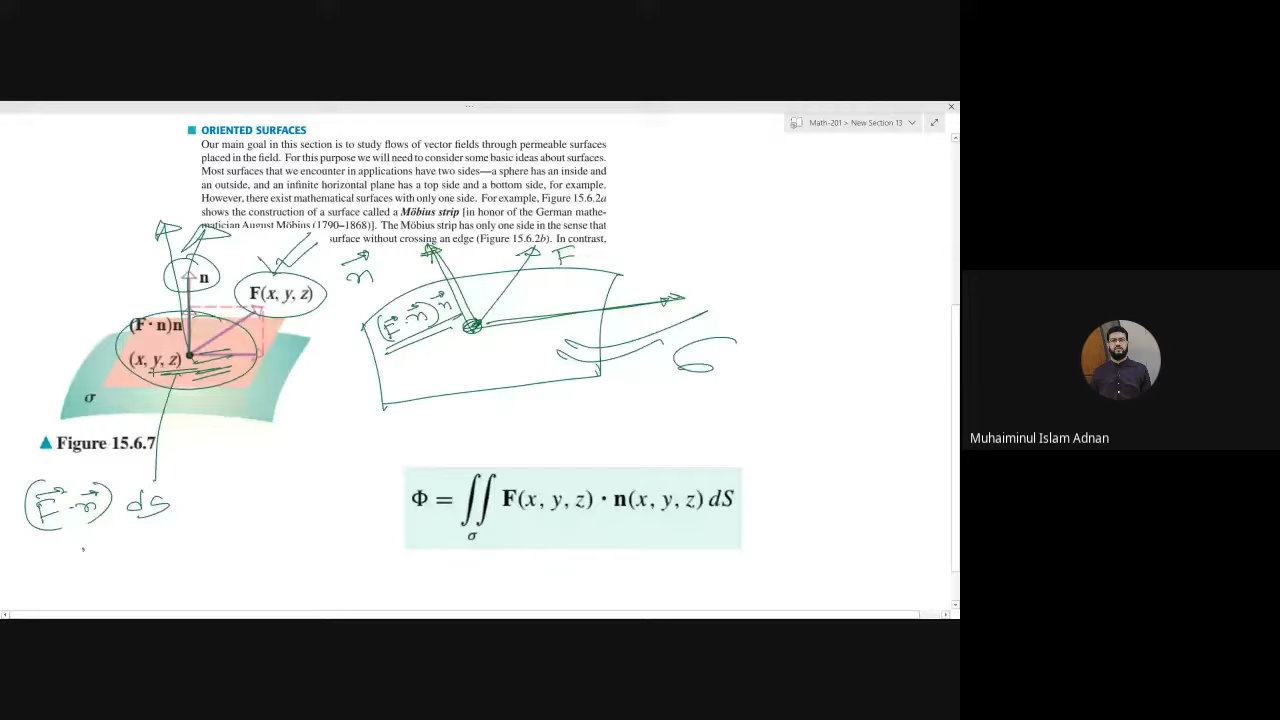 Math-201 > New Section 13
ORIENTED SURFACES
Our main goal in this section is to study flows of vector fields through permeable surfaces
placed in the field. For this purpose we will need to consider some basic ideas about surfaces.
Most surfaces that we encounter in applications have two sides—a sphere has an inside and
an outside, and an infinite horizontal plane has a top side and a bottom side, for example.
However, there exist mathematical surfaces with only one side. For example, Figure 15.6.2a
shows the construction of a surface called a Möbius strip [in honor of the German mathe-
matician August Möbius (1790–1868)]. The Möbius strip has only one side in the sense that
surface without crossing an edge (Figure 15.6.2b). In contrast,
n
F(x, y, z)
(F · n)n
(x, y, z)
σ
▲ Figure 15.6.7
n⃗
F
(F⃗ · n⃗) n⃗
σ
(F⃗ · n⃗) dS
Φ = ∬σ F(x, y, z) · n(x, y, z) dS
Muhaiminul Islam Adnan